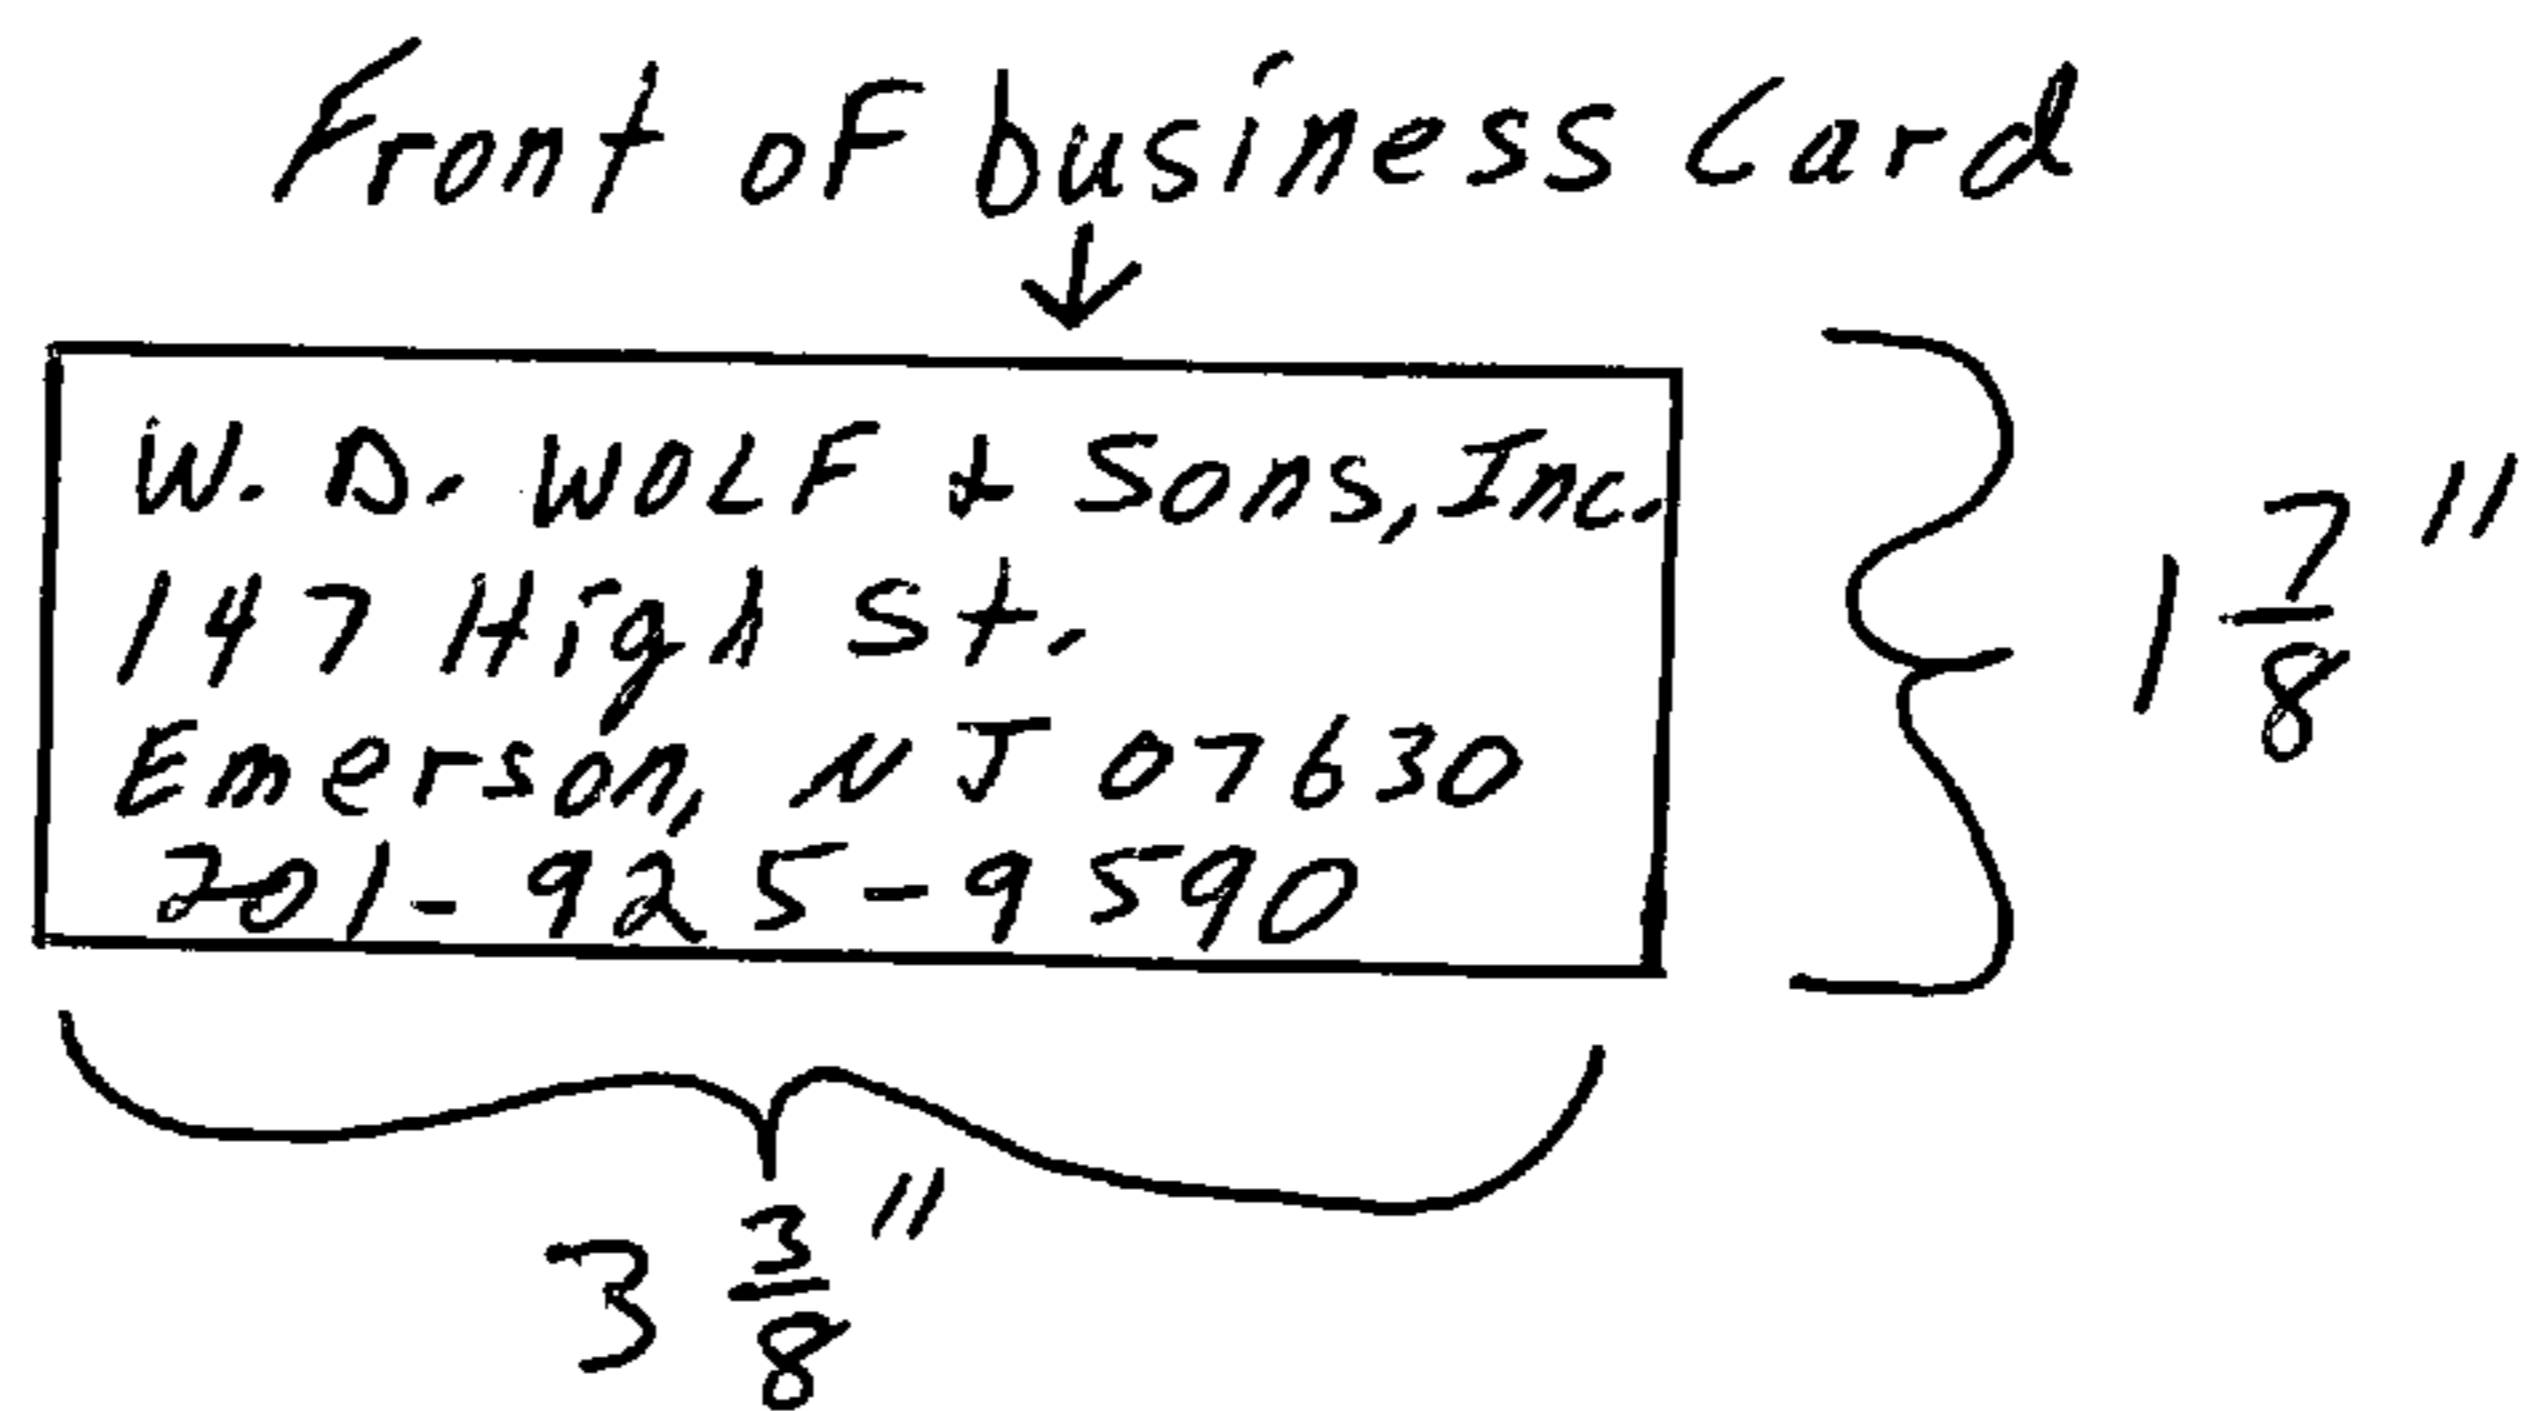 Front of business Card
W. D. WOLF & Sons, Inc.
147 High St.
Emerson, NJ 07630
201-925-9590
1 7/8"
3 3/8"